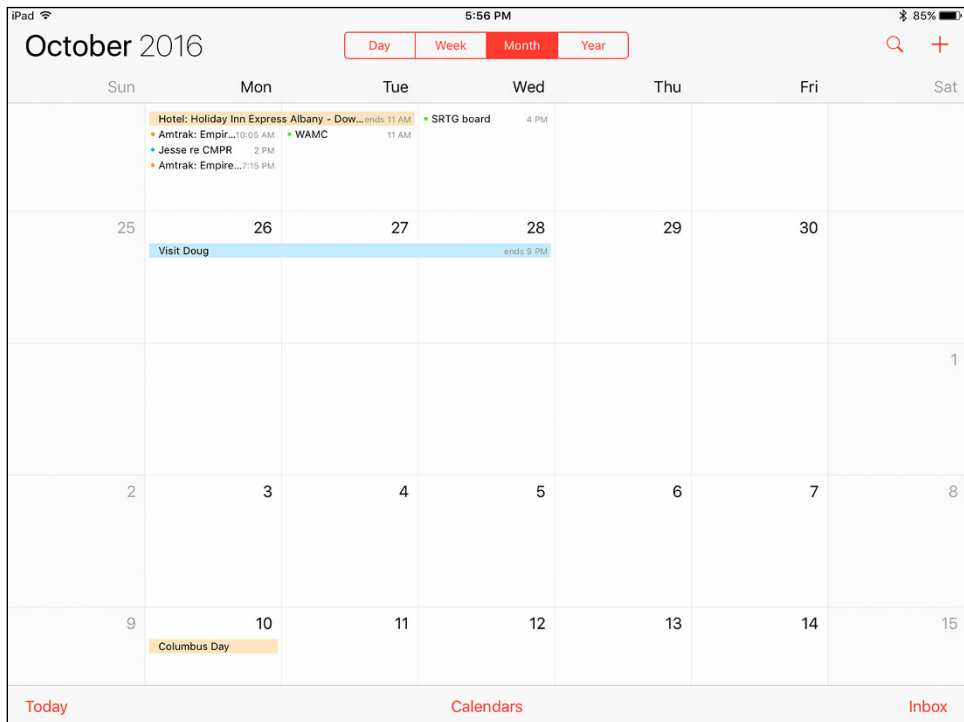 iPad 5:56 PM 85%
October 2016 Day Week Month Year
Sun Mon Tue Wed Thu Fri Sat
Hotel: Holiday Inn Express Albany - Dow...ends 11 AM • SRTG board 4 PM
• Amtrak: Empir...10:05 AM • WAMC 11 AM
• Jesse re CMPR 2 PM
• Amtrak: Empire...7:15 PM
25 26 27 28 29 30
Visit Doug ends 9 PM
1
2 3 4 5 6 7 8
9 10 11 12 13 14 15
Columbus Day
Today Calendars Inbox